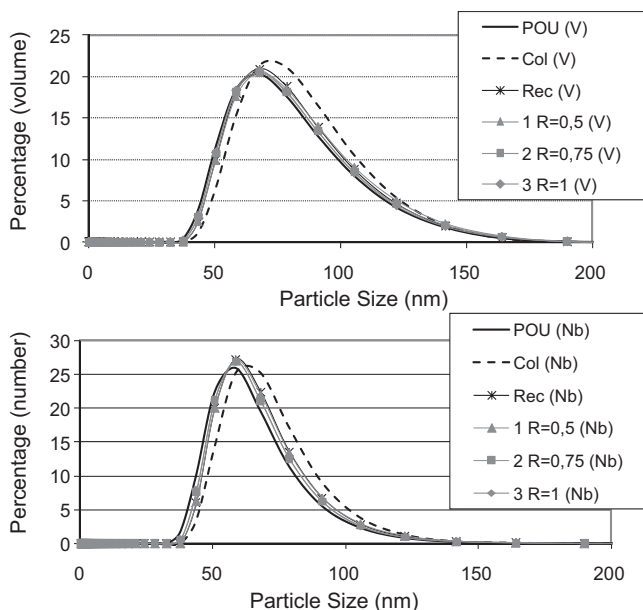 POU (V)
Col (V)
Rec (V)
1 R=0,5 (V)
2 R=0,75 (V)
3 R=1 (V)
Percentage (volume)
25
20
15
10
5
0
0 50 100 150 200
Particle Size (nm)
POU (Nb)
Col (Nb)
Rec (Nb)
1 R=0,5 (Nb)
2 R=0,75 (Nb)
3 R=1 (Nb)
Percentage (number)
30
25
20
15
10
5
0
0 50 100 150 200
Particle Size (nm)